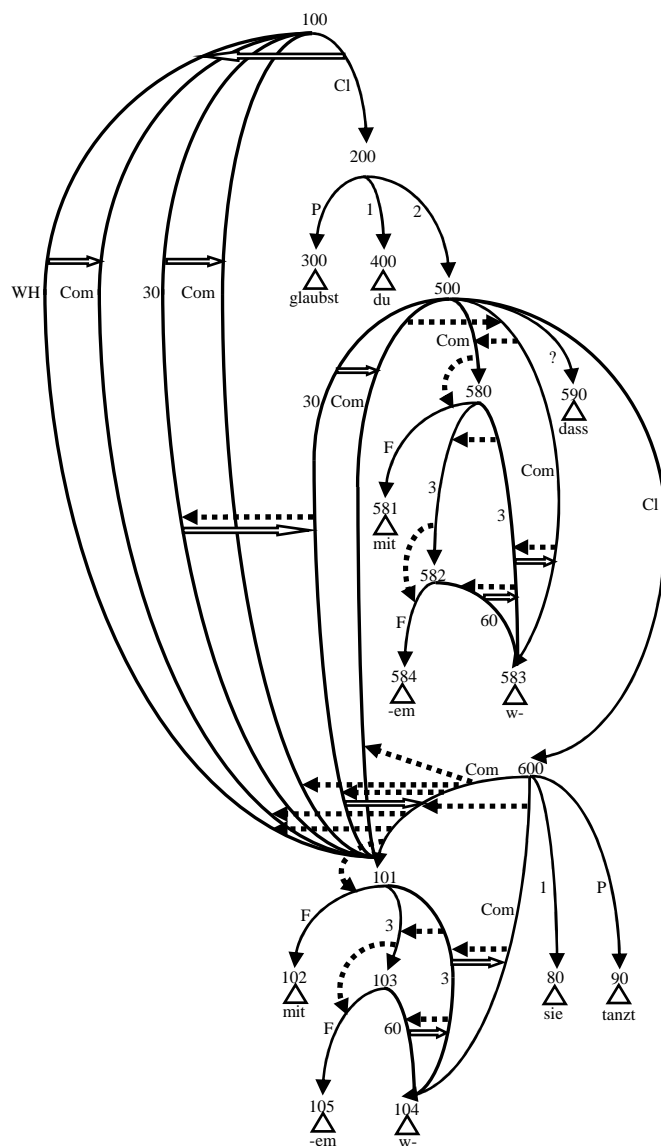 100
Cl
200
P 1 2
300 400
glaubst du
500
WH Com 30 Com
Com
?
580
590
dass
30 Com
F
Com
3
3
Cl
581
mit
582
60
F
584 583
-em w-
Com 600
101
F
3
Com
1 P
102 103 3 80 90
mit sie tanzt
F 60
105 104
-em w-